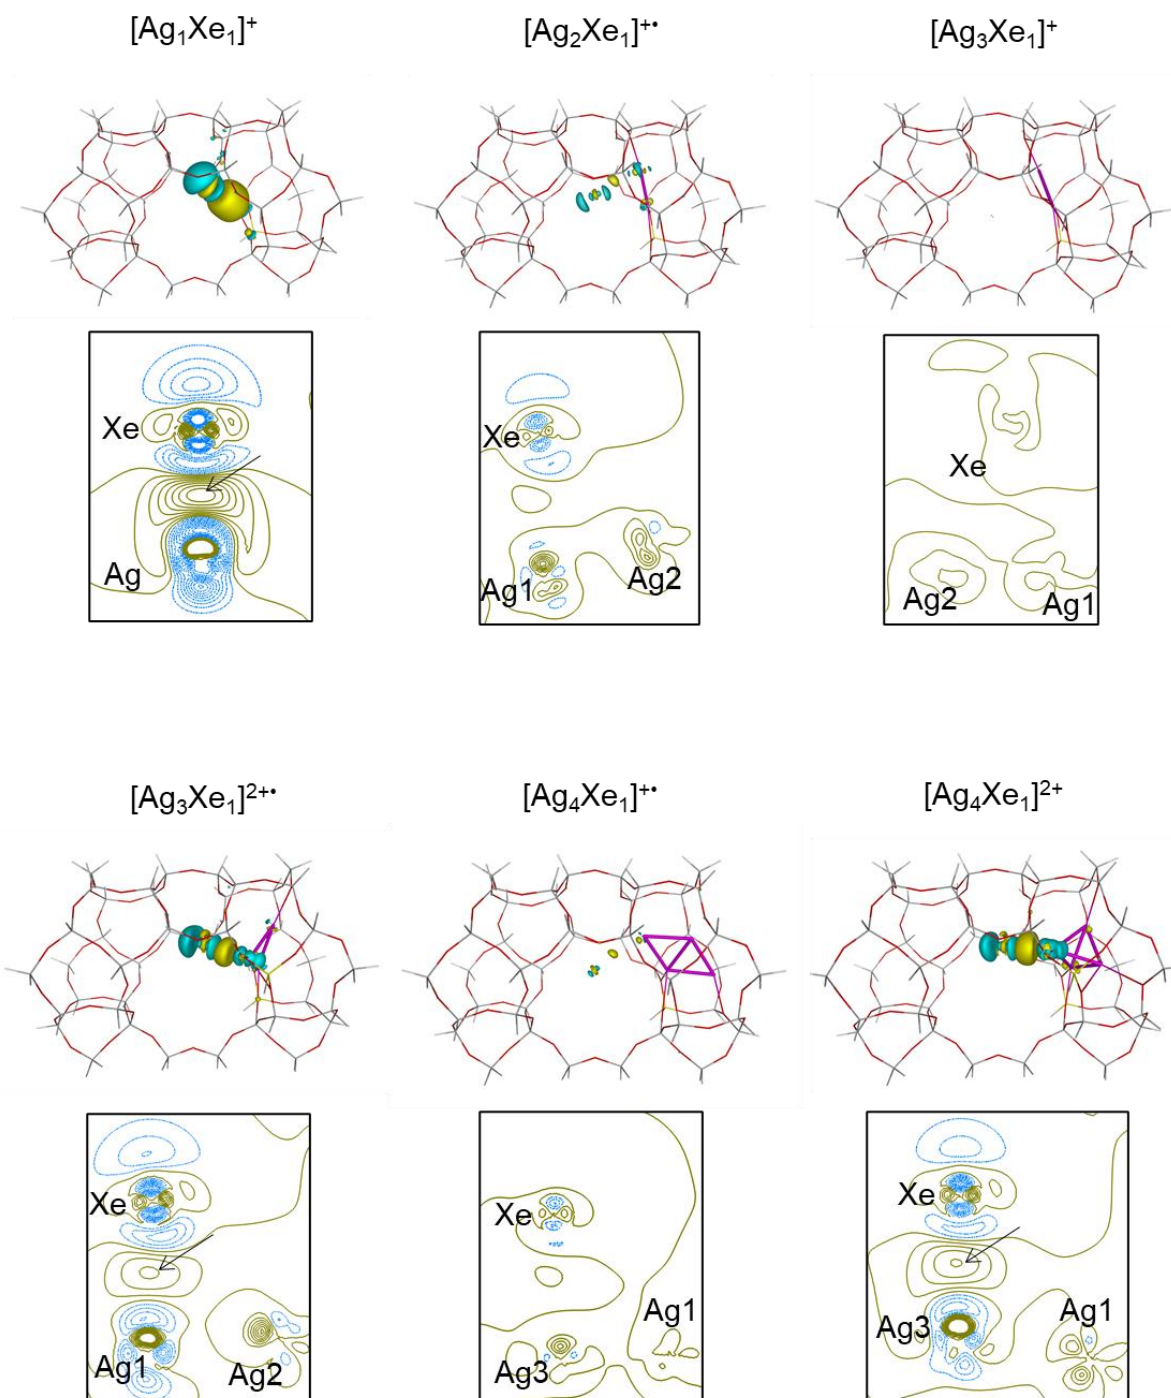 [Ag₁Xe₁]⁺
[Ag₂Xe₁]⁺•
[Ag₃Xe₁]⁺
Xe
Ag
Xe
Ag1
Ag2
Xe
Ag2
Ag1
[Ag₃Xe₁]²⁺•
[Ag₄Xe₁]⁺•
[Ag₄Xe₁]²⁺
Xe
Ag1
Ag2
Xe
Ag1
Ag3
Xe
Ag3
Ag1